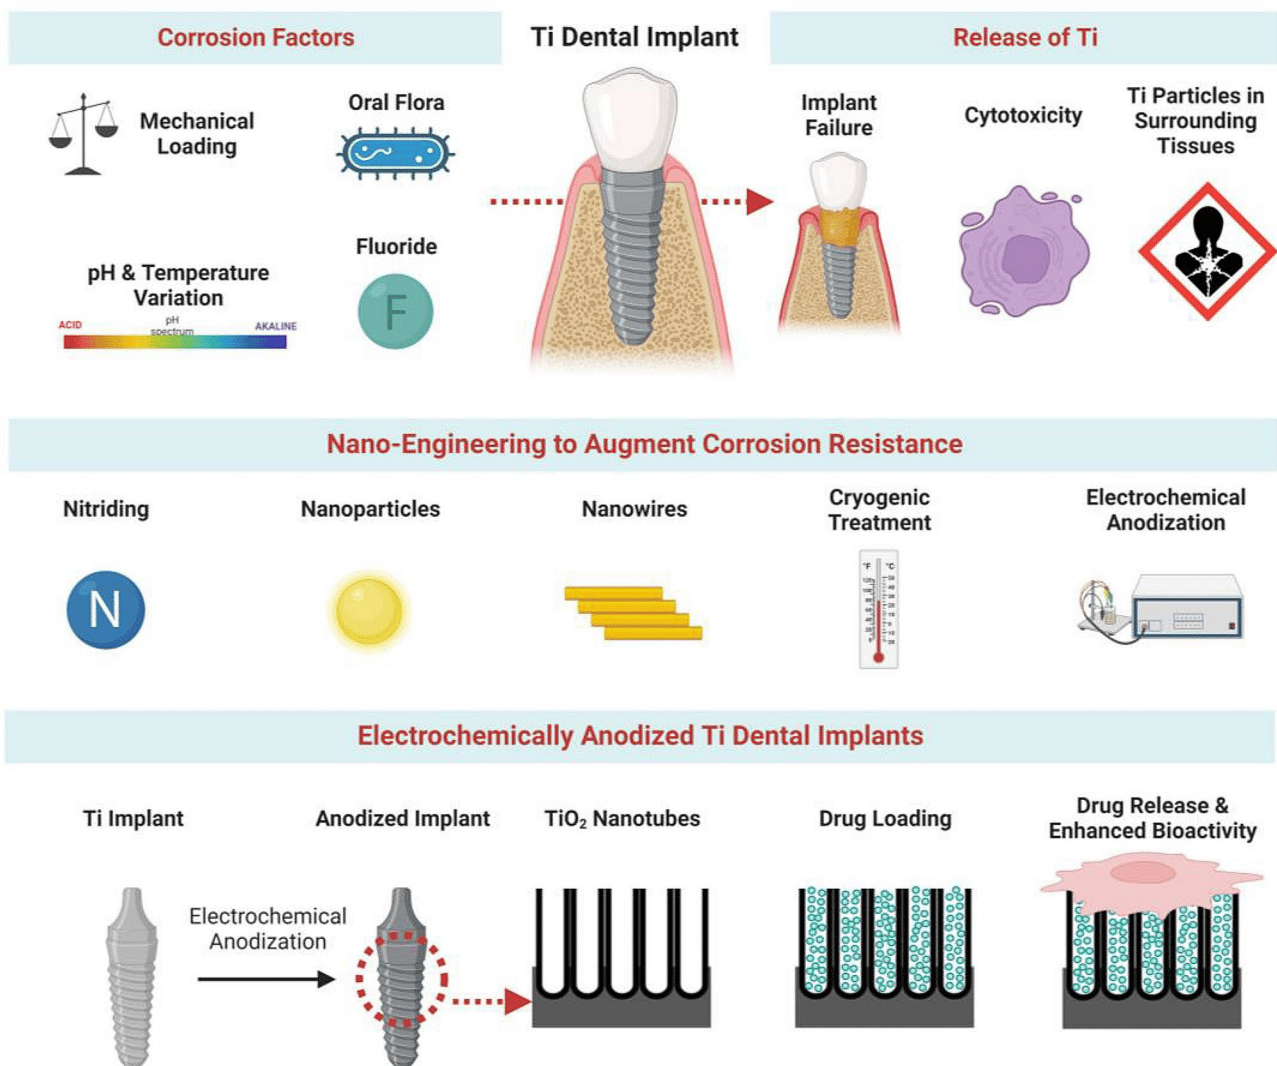 Corrosion Factors
Ti Dental Implant
Release of Ti
Mechanical
Loading
Oral Flora
pH & Temperature
Variation
ACID
pH
spectrum
AKALINE
Fluoride
F
Implant
Failure
Cytotoxicity
Ti Particles in
Surrounding
Tissues
Nano-Engineering to Augment Corrosion Resistance
Nitriding
N
Nanoparticles
Nanowires
Cryogenic
Treatment
°F °C
Electrochemical
Anodization
Electrochemically Anodized Ti Dental Implants
Ti Implant
Electrochemical
Anodization
Anodized Implant
TiO₂ Nanotubes
Drug Loading
Drug Release &
Enhanced Bioactivity